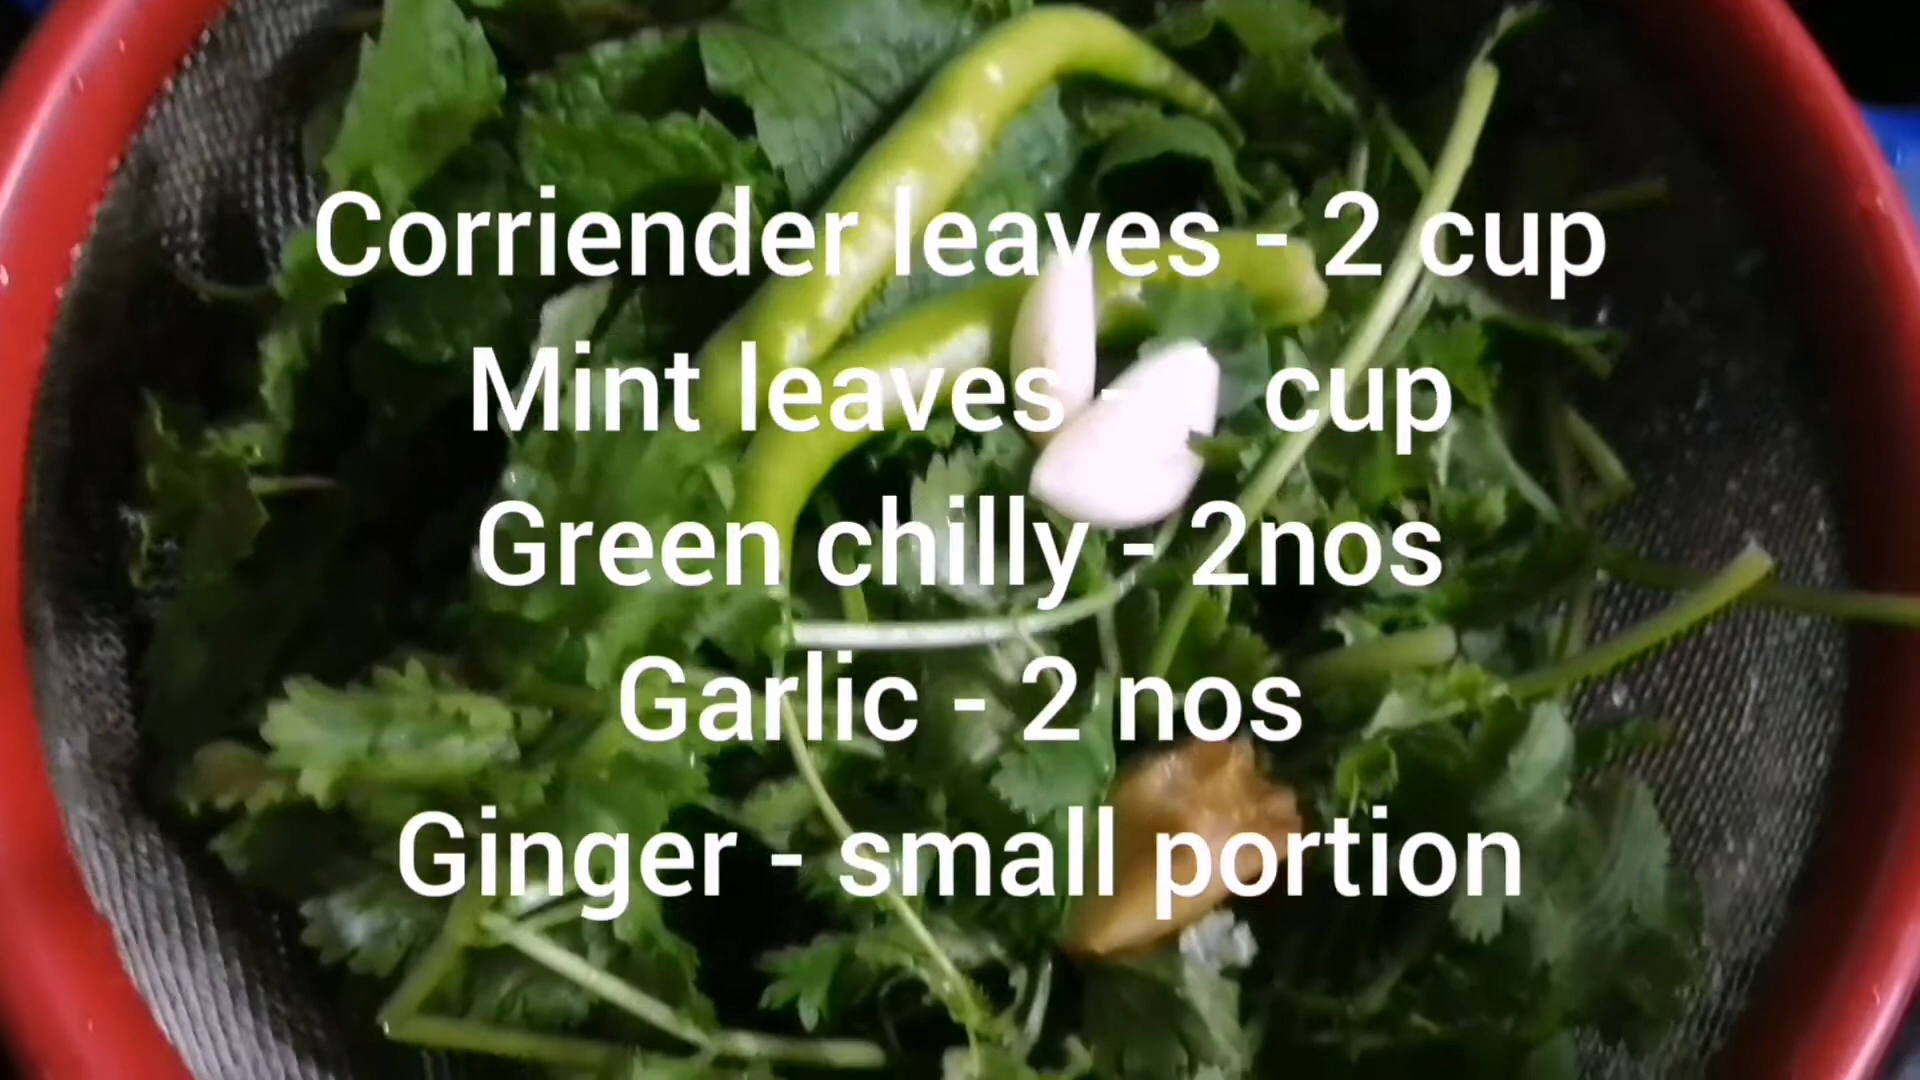 Corriender leaves - 2 cup
Mint leaves - cup
Green chilly - 2nos
Garlic - 2 nos
Ginger - small portion